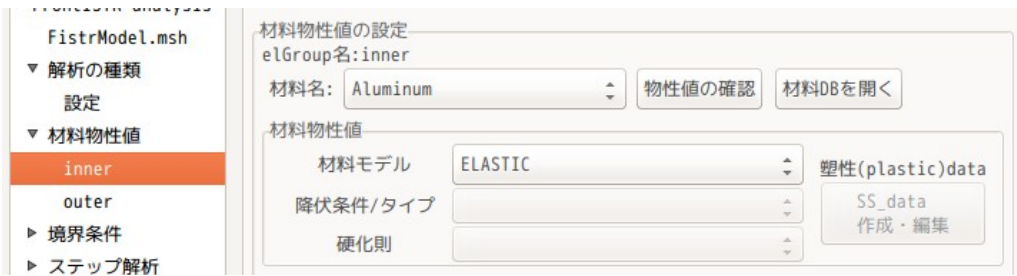 FrontISTR analysis
FistrModel.msh
▼ 解析の種類
設定
▼ 材料物性値
inner
outer
▶ 境界条件
▶ ステップ解析
材料物性値の設定
elGroup名:inner
材料名: Aluminum 物性値の確認 材料DBを開く
材料物性値
材料モデル ELASTIC 塑性(plastic)data
降伏条件/タイプ SS_data
作成・編集
硬化則